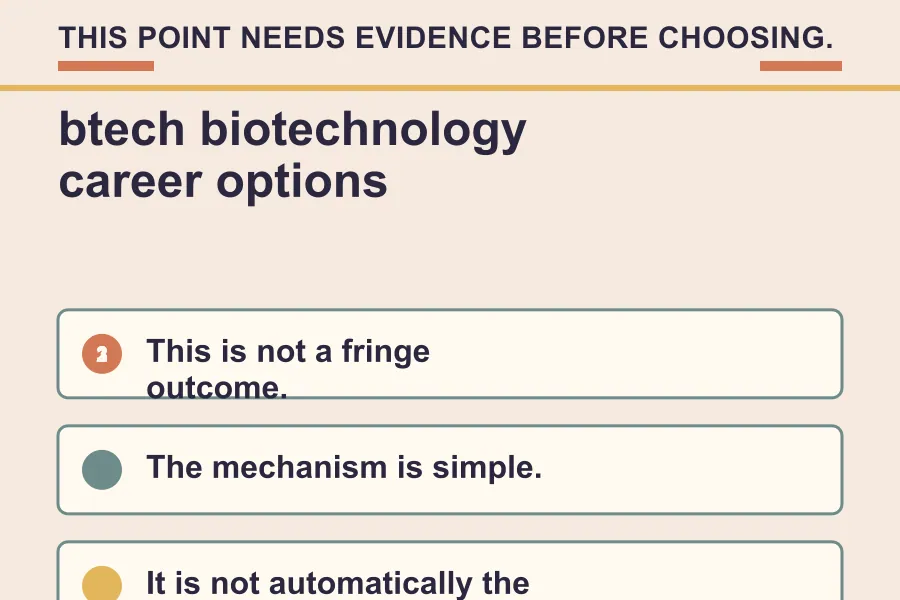 THIS POINT NEEDS EVIDENCE BEFORE CHOOSING.
btech biotechnology
career options
This is not a fringe
outcome.
The mechanism is simple.
It is not automatically the